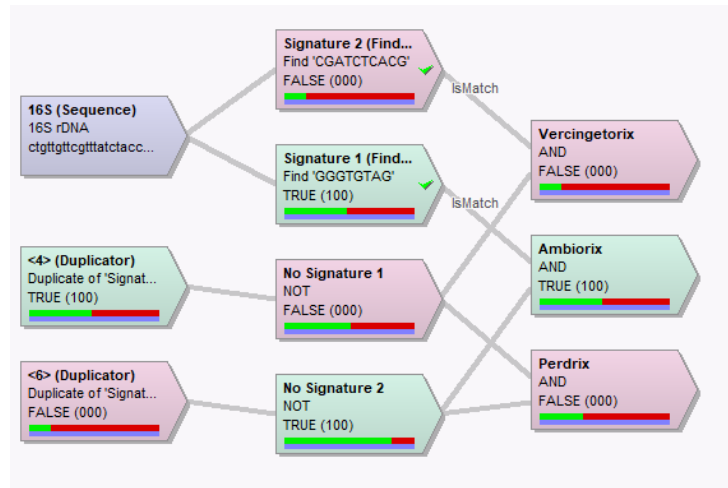 16S (Sequence)
16S rDNA
ctgttgttcgtttatctacc...
<4> (Duplicator)
Duplicate of 'Signat...
TRUE (100)
<6> (Duplicator)
Duplicate of 'Signat...
FALSE (000)
Signature 2 (Find...
Find 'CGATCTCACG'
FALSE (000)
IsMatch
Signature 1 (Find...
Find 'GGGTGTAG'
TRUE (100)
IsMatch
No Signature 1
NOT
FALSE (000)
No Signature 2
NOT
TRUE (100)
Vercingetorix
AND
FALSE (000)
Ambiorix
AND
TRUE (100)
Perdrix
AND
FALSE (000)